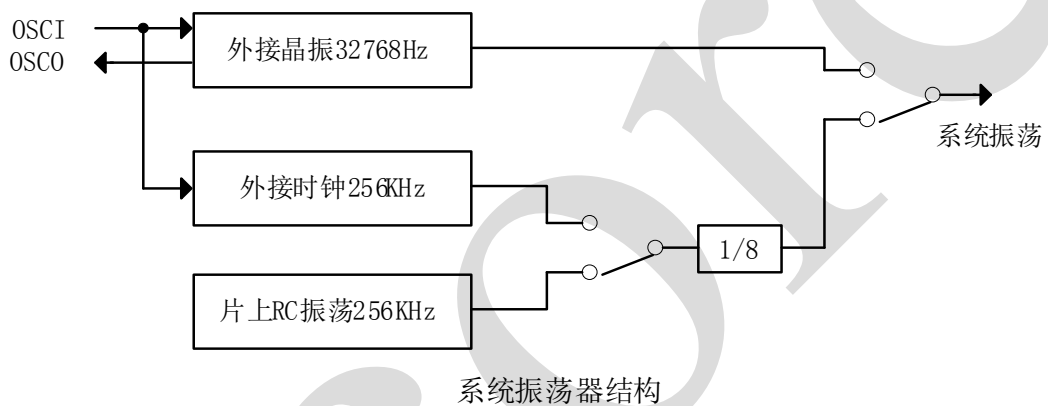 OSCI
外接晶振32768Hz
OSCO
系统振荡
外接时钟256KHz
1/8
片上RC振荡256KHz
系统振荡器结构